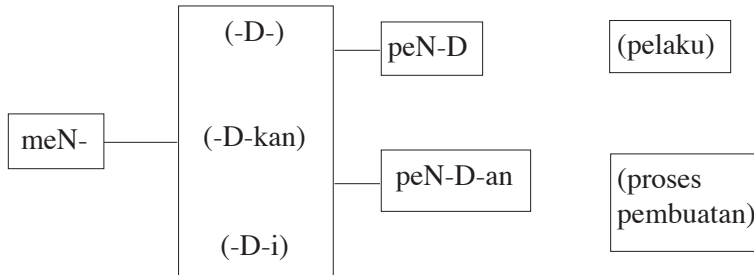 (-D-)
peN-D
(pelaku)
meN-
(-D-kan)
peN-D-an
(proses
pembuatan)
(-D-i)